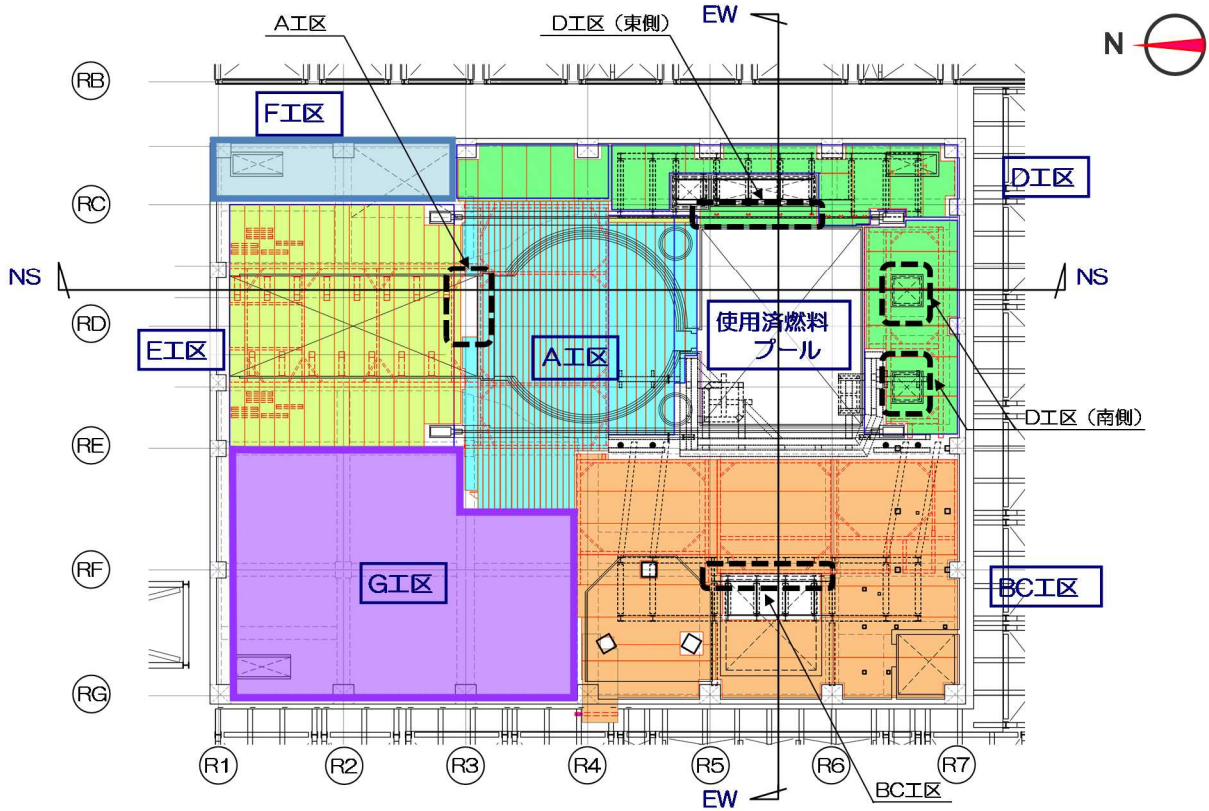 EW
A工区
D工区（東側）
N
RB
F工区
D工区
RC
NS
NS
RD
使用済燃料
プール
E工区
A工区
D工区（南側）
RE
RF
G工区
BC工区
RG
R1
R2
R3
R4
R5
R6
R7
BC工区
EW